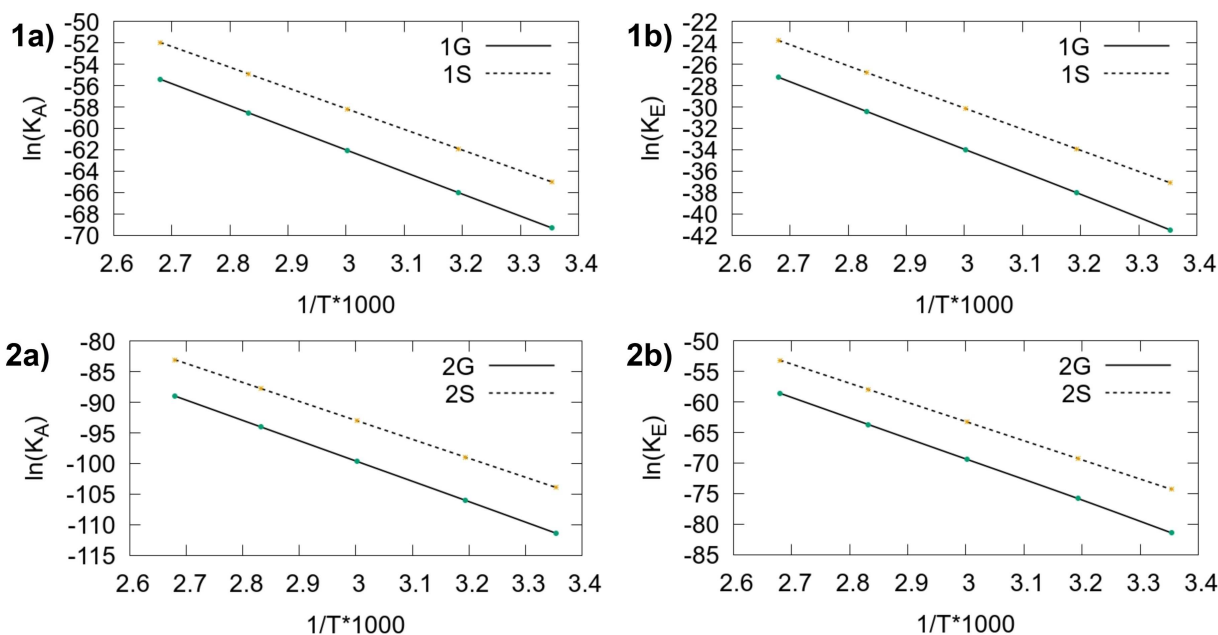 1a)
-50
-52
-54
-56
-58
-60
-62
-64
-66
-68
-70
ln(K_A)
1G
1S
2.6 2.7 2.8 2.9 3 3.1 3.2 3.3 3.4
1/T*1000
1b)
-22
-24
-26
-28
-30
-32
-34
-36
-38
-40
-42
ln(K_E)
1G
1S
2.6 2.7 2.8 2.9 3 3.1 3.2 3.3 3.4
1/T*1000
2a)
-80
-85
-90
-95
-100
-105
-110
-115
ln(K_A)
2G
2S
2.6 2.7 2.8 2.9 3 3.1 3.2 3.3 3.4
1/T*1000
2b)
-50
-55
-60
-65
-70
-75
-80
-85
ln(K_E)
2G
2S
2.6 2.7 2.8 2.9 3 3.1 3.2 3.3 3.4
1/T*1000